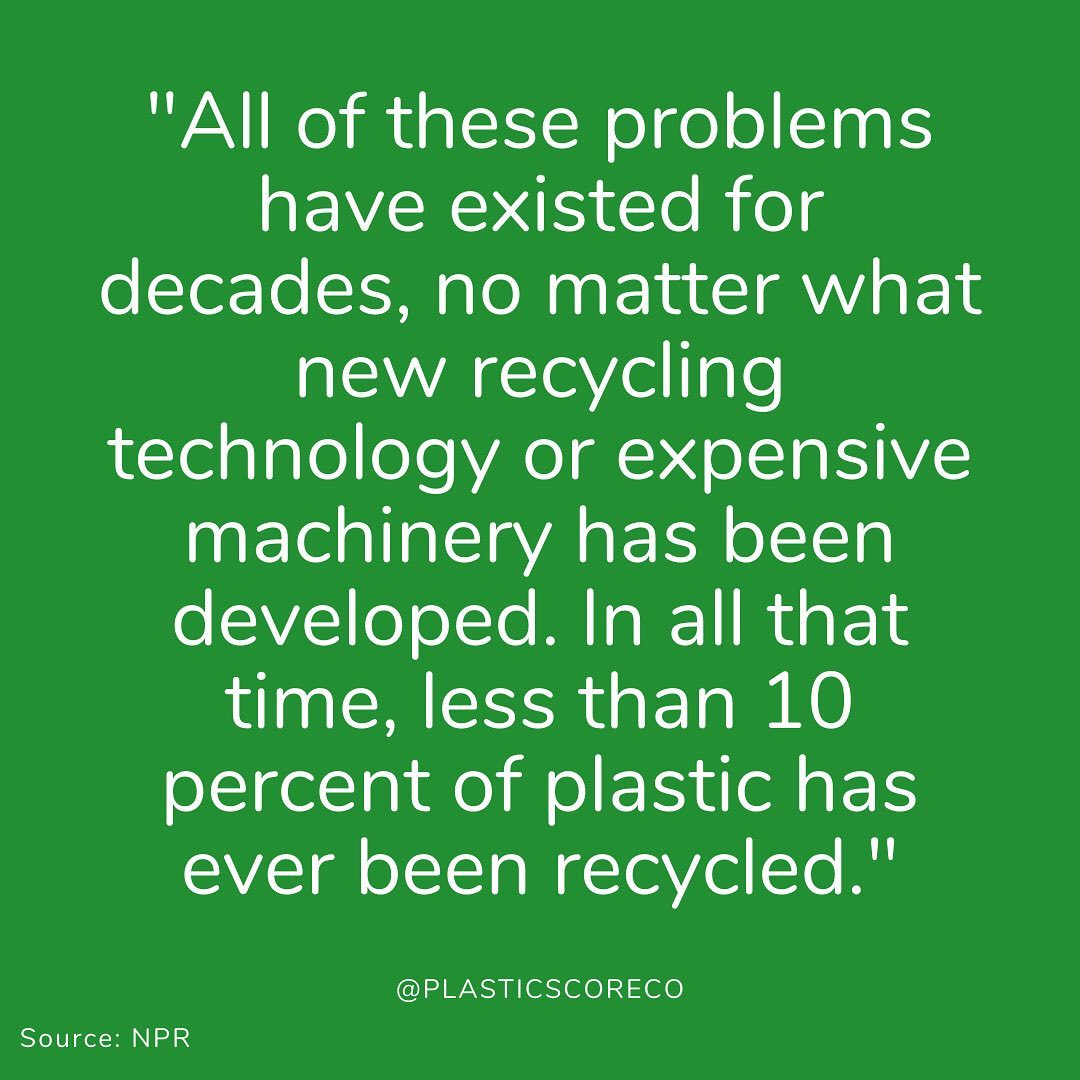 "All of these problems
have existed for
decades, no matter what
new recycling
technology or expensive
machinery has been
developed. In all that
time, less than 10
percent of plastic has
ever been recycled."
@PLASTICSCORECO
Source: NPR